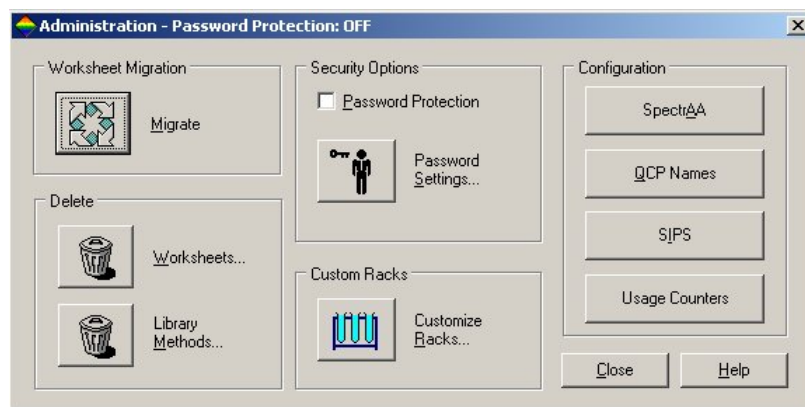 Administration - Password Protection: OFF
Worksheet Migration
Migrate
Delete
Worksheets...
Library
Methods...
Security Options
Password Protection
Password
Settings...
Custom Racks
Customize
Racks...
Configuration
SpectrAA
QCP Names
SIPS
Usage Counters
Close
Help